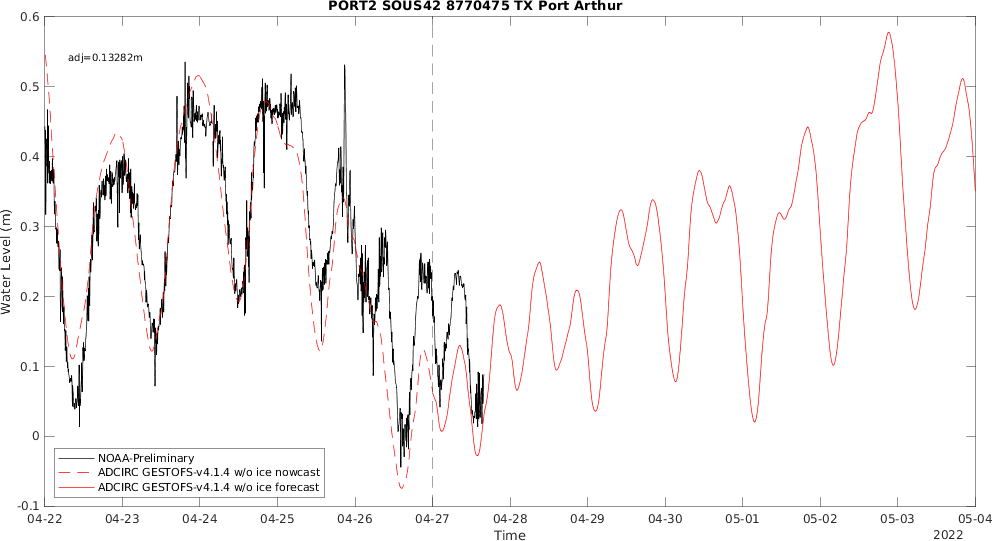 PORT2 SOUS42 8770475 TX Port Arthur
adj=0.13282m
0.6
0.5
0.4
0.3
0.2
0.1
0
-0.1
Water Level (m)
NOAA-Preliminary
ADCIRC GESTOFS-v4.1.4 w/o ice nowcast
ADCIRC GESTOFS-v4.1.4 w/o ice forecast
04-22 04-23 04-24 04-25 04-26 04-27 04-28 04-29 04-30 05-01 05-02 05-03 05-04
Time
2022